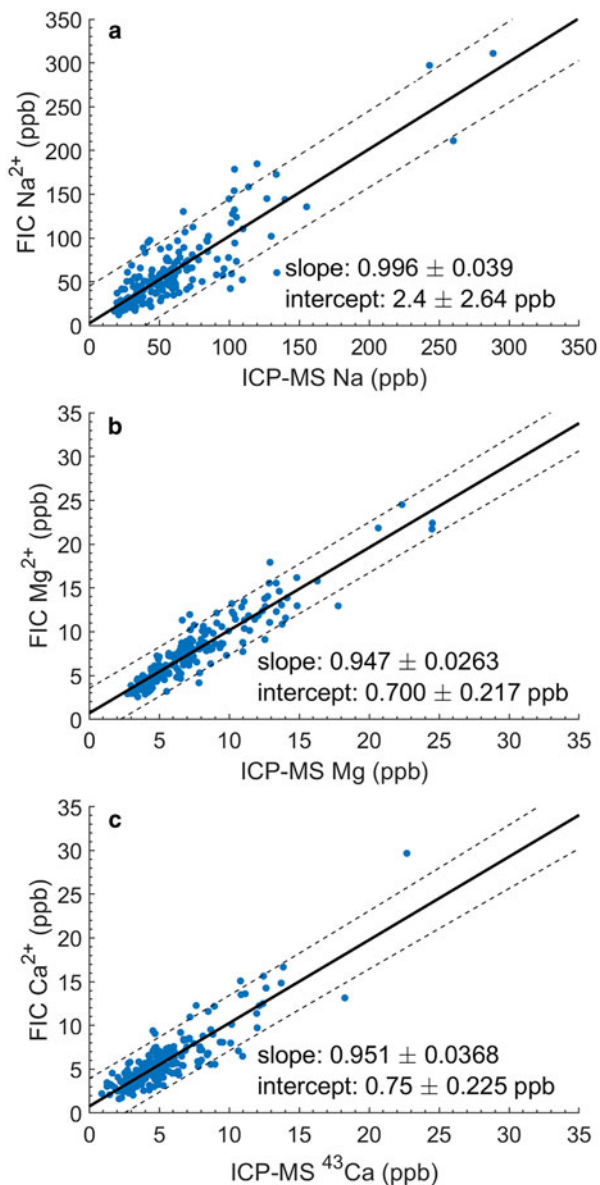 a
350
300
250
200
150
100
50
0
FIC Na²⁺ (ppb)
slope: 0.996 ± 0.039
intercept: 2.4 ± 2.64 ppb
0 50 100 150 200 250 300 350
ICP-MS Na (ppb)
b
35
30
25
20
15
10
5
0
FIC Mg²⁺ (ppb)
slope: 0.947 ± 0.0263
intercept: 0.700 ± 0.217 ppb
0 5 10 15 20 25 30 35
ICP-MS Mg (ppb)
c
35
30
25
20
15
10
5
0
FIC Ca²⁺ (ppb)
slope: 0.951 ± 0.0368
intercept: 0.75 ± 0.225 ppb
0 5 10 15 20 25 30 35
ICP-MS ⁴³Ca (ppb)